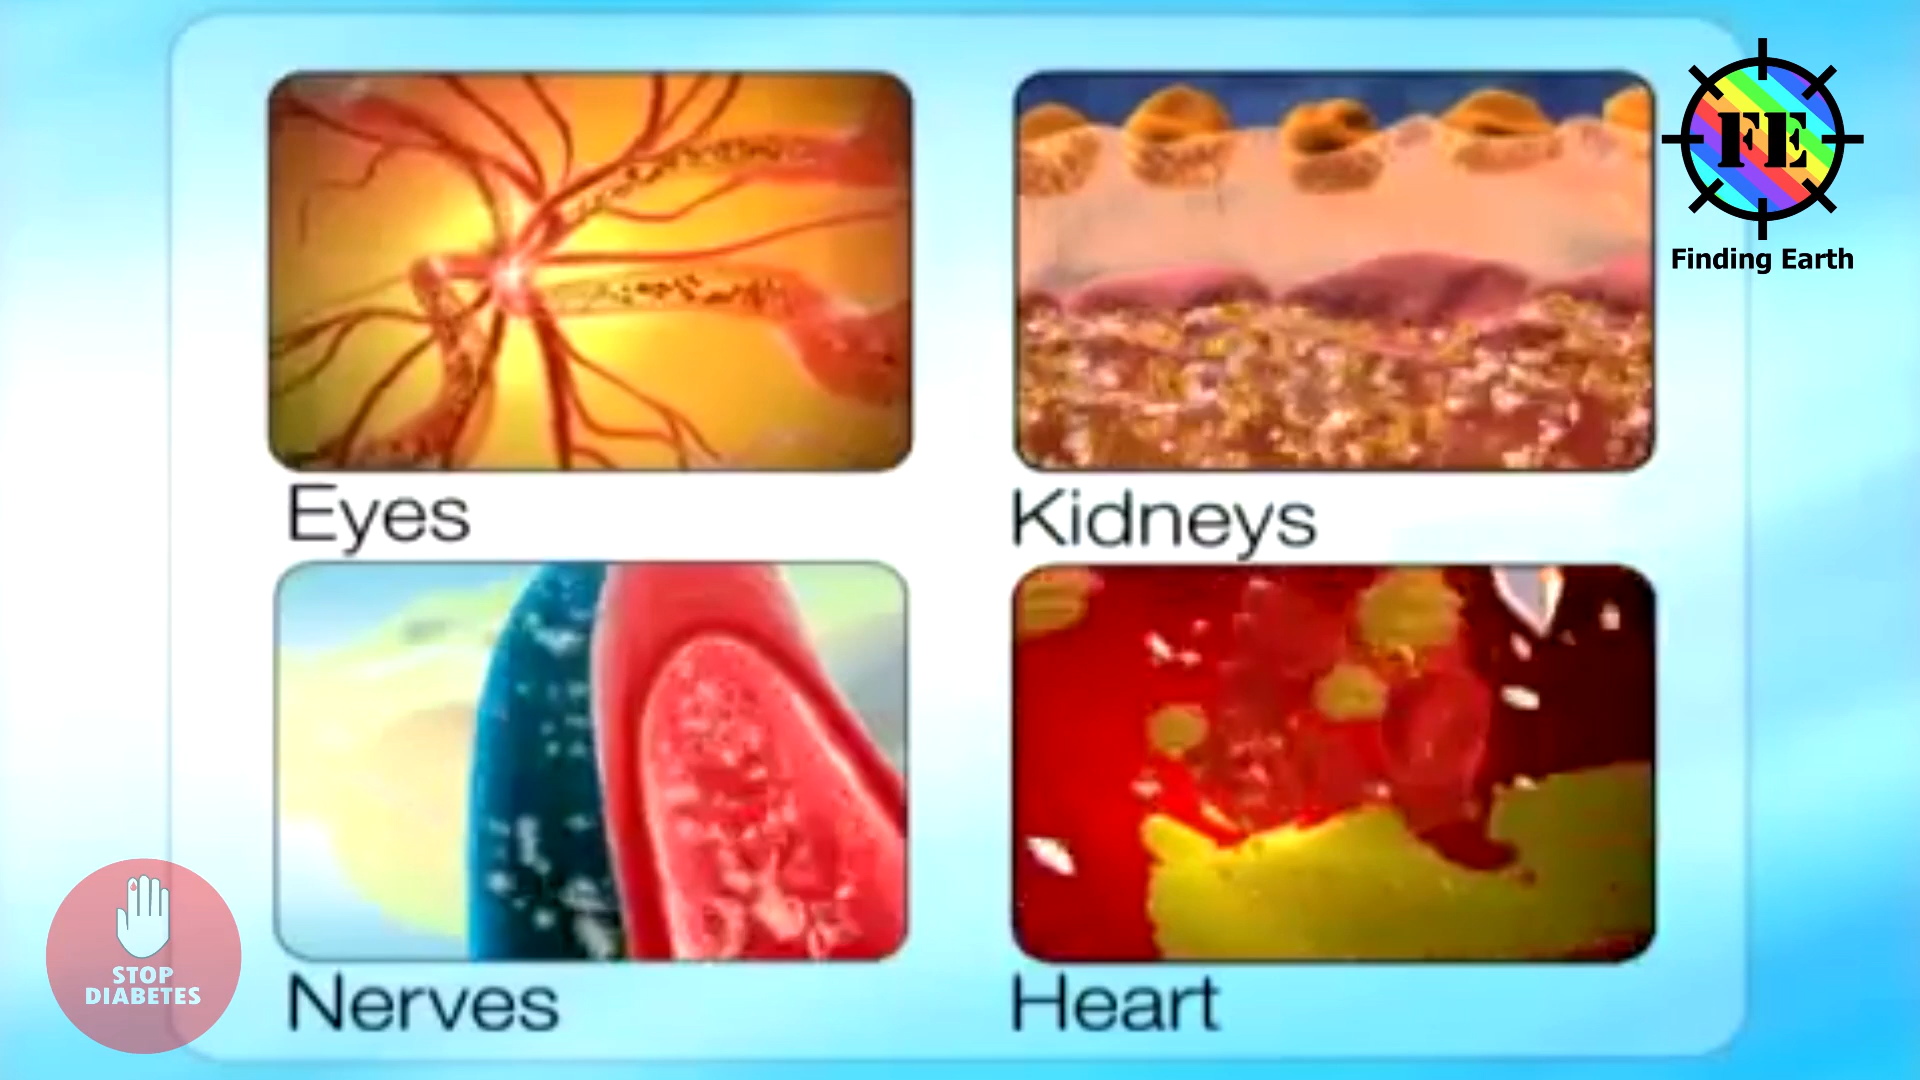 FE
Finding Earth
Eyes
Kidneys
Nerves
Heart
STOP
DIABETES